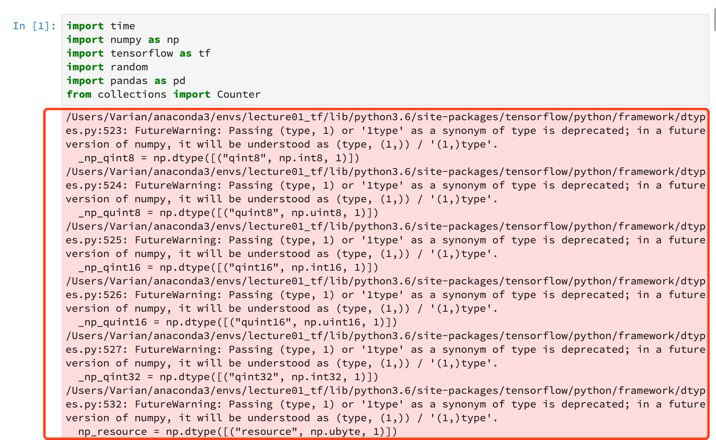 In [1]: import time
import numpy as np
import tensorflow as tf
import random
import pandas as pd
from collections import Counter
/Users/Varian/anaconda3/envs/lecture01_tf/lib/python3.6/site-packages/tensorflow/python/framework/dtyp
es.py:523: FutureWarning: Passing (type, 1) or '1type' as a synonym of type is deprecated; in a future
version of numpy, it will be understood as (type, (1,)) / '(1,)type'.
  _np_qint8 = np.dtype([("qint8", np.int8, 1)])
/Users/Varian/anaconda3/envs/lecture01_tf/lib/python3.6/site-packages/tensorflow/python/framework/dtyp
es.py:524: FutureWarning: Passing (type, 1) or '1type' as a synonym of type is deprecated; in a future
version of numpy, it will be understood as (type, (1,)) / '(1,)type'.
  _np_quint8 = np.dtype([("quint8", np.uint8, 1)])
/Users/Varian/anaconda3/envs/lecture01_tf/lib/python3.6/site-packages/tensorflow/python/framework/dtyp
es.py:525: FutureWarning: Passing (type, 1) or '1type' as a synonym of type is deprecated; in a future
version of numpy, it will be understood as (type, (1,)) / '(1,)type'.
  _np_qint16 = np.dtype([("qint16", np.int16, 1)])
/Users/Varian/anaconda3/envs/lecture01_tf/lib/python3.6/site-packages/tensorflow/python/framework/dtyp
es.py:526: FutureWarning: Passing (type, 1) or '1type' as a synonym of type is deprecated; in a future
version of numpy, it will be understood as (type, (1,)) / '(1,)type'.
  _np_quint16 = np.dtype([("quint16", np.uint16, 1)])
/Users/Varian/anaconda3/envs/lecture01_tf/lib/python3.6/site-packages/tensorflow/python/framework/dtyp
es.py:527: FutureWarning: Passing (type, 1) or '1type' as a synonym of type is deprecated; in a future
version of numpy, it will be understood as (type, (1,)) / '(1,)type'.
  _np_qint32 = np.dtype([("qint32", np.int32, 1)])
/Users/Varian/anaconda3/envs/lecture01_tf/lib/python3.6/site-packages/tensorflow/python/framework/dtyp
es.py:532: FutureWarning: Passing (type, 1) or '1type' as a synonym of type is deprecated; in a future
version of numpy, it will be understood as (type, (1,)) / '(1,)type'.
  np_resource = np.dtype([("resource", np.ubyte, 1)])